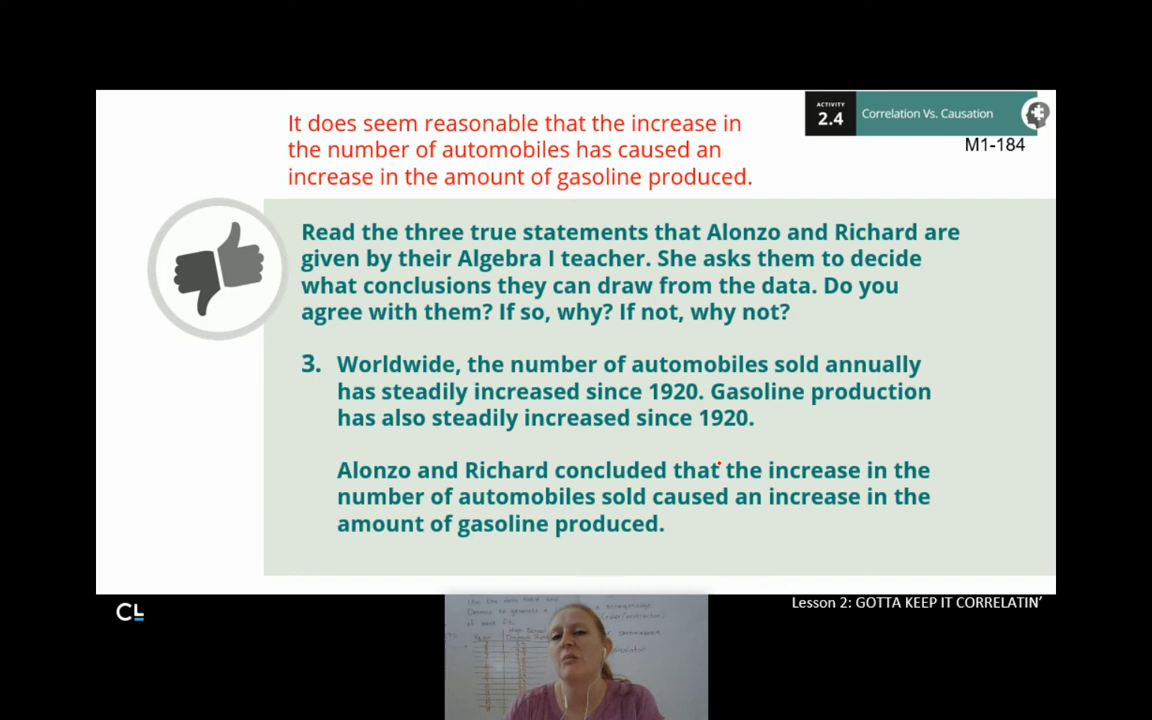 It does seem reasonable that the increase in
the number of automobiles has caused an
increase in the amount of gasoline produced.
ACTIVITY
2.4
Correlation Vs. Causation
M1-184
Read the three true statements that Alonzo and Richard are
given by their Algebra I teacher. She asks them to decide
what conclusions they can draw from the data. Do you
agree with them? If so, why? If not, why not?
3. Worldwide, the number of automobiles sold annually
has steadily increased since 1920. Gasoline production
has also steadily increased since 1920.
Alonzo and Richard concluded that the increase in the
number of automobiles sold caused an increase in the
amount of gasoline produced.
CL
Lesson 2: GOTTA KEEP IT CORRELATIN’